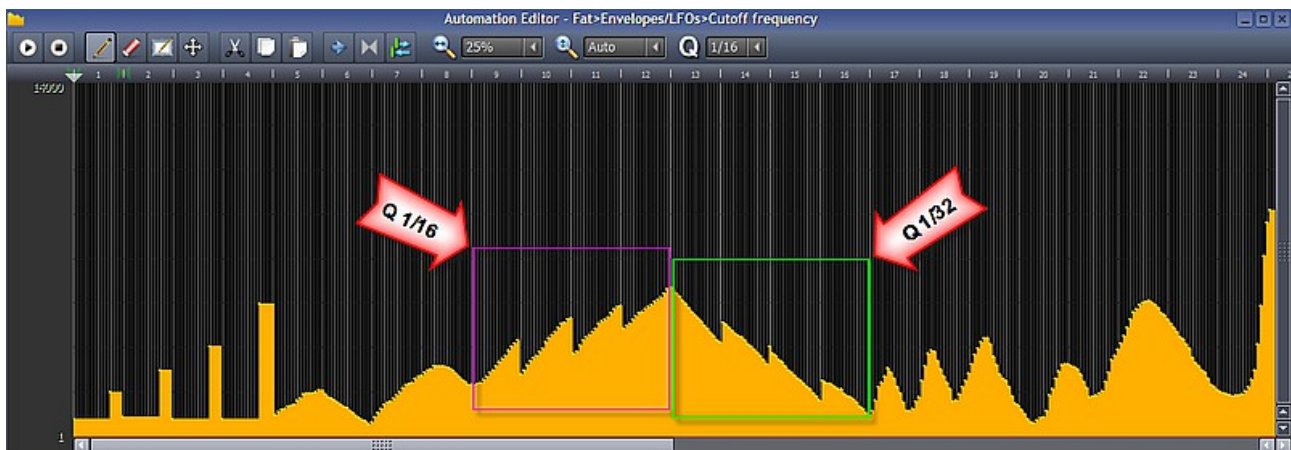 Automation Editor - Fat>Envelopes/LFOs>Cutoff frequency
25% Auto Q 1/16
1 2 3 4 5 6 7 8 9 10 11 12 13 14 15 16 17 18 19 20 21 22 23 24
14000
Q 1/16
Q 1/32
1